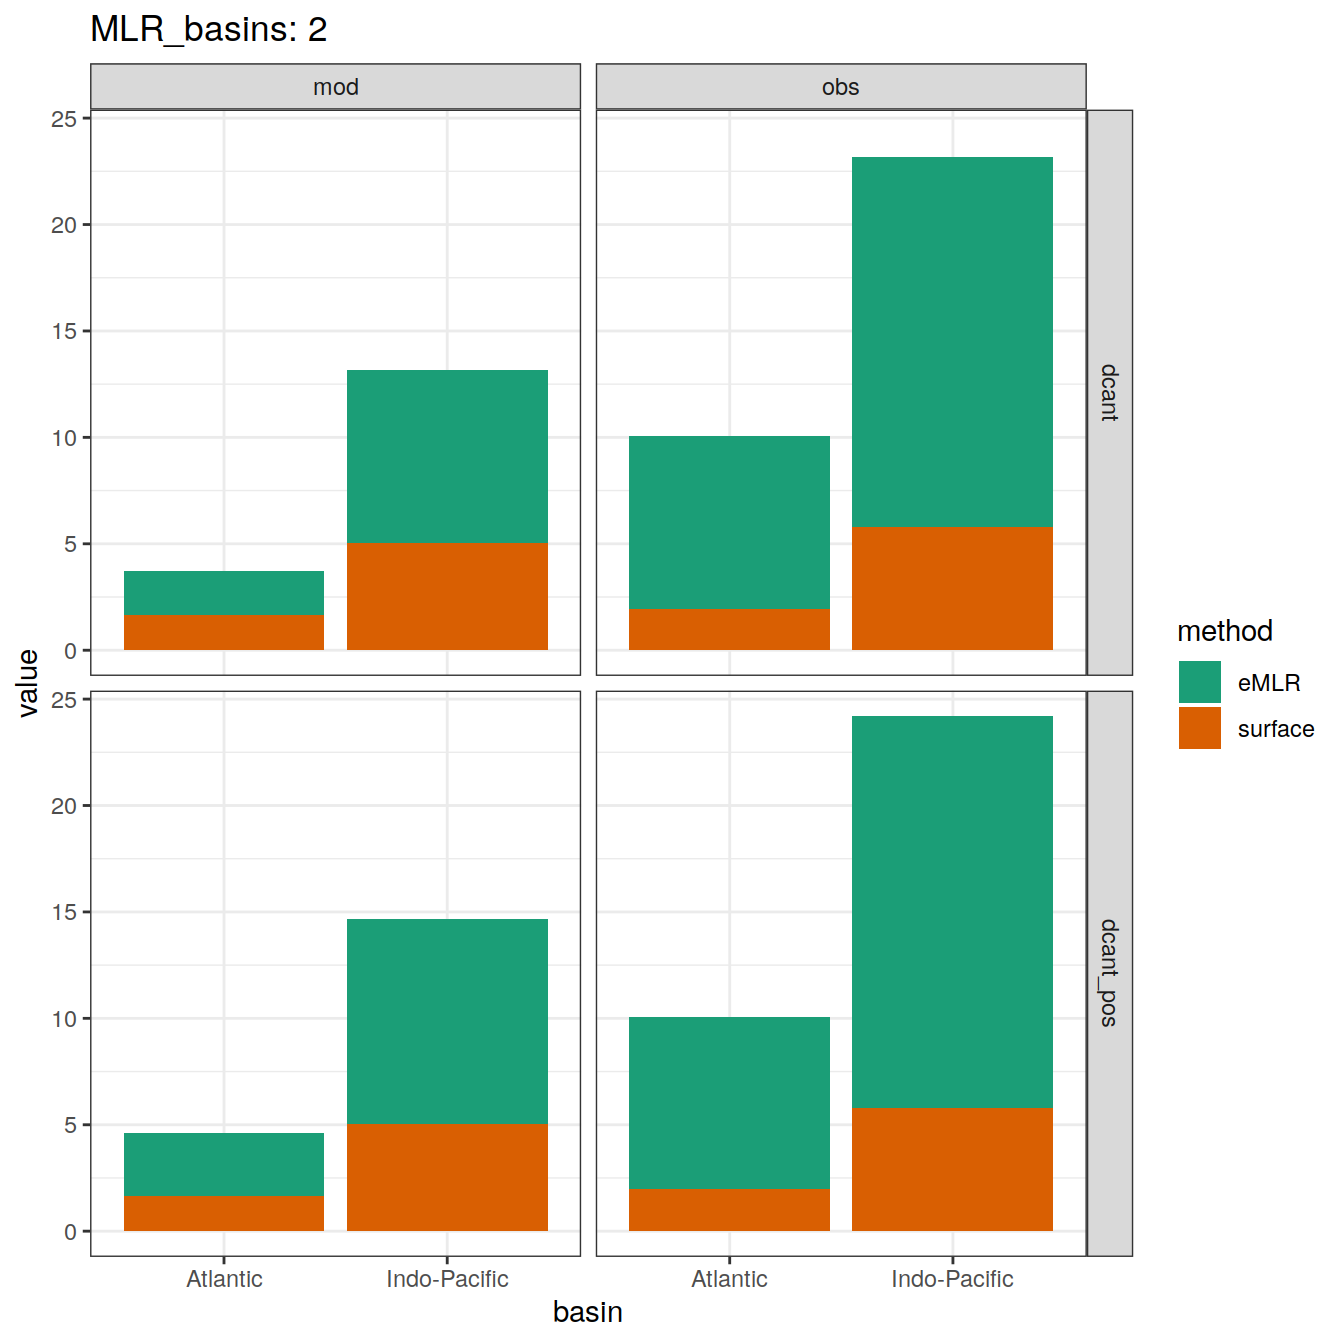 MLR_basins: 2
mod
obs
25
20
15
10
5
0
dcant
25
20
15
10
5
0
dcant_pos
value
Atlantic
Indo-Pacific
Atlantic
Indo-Pacific
basin
method
eMLR
surface